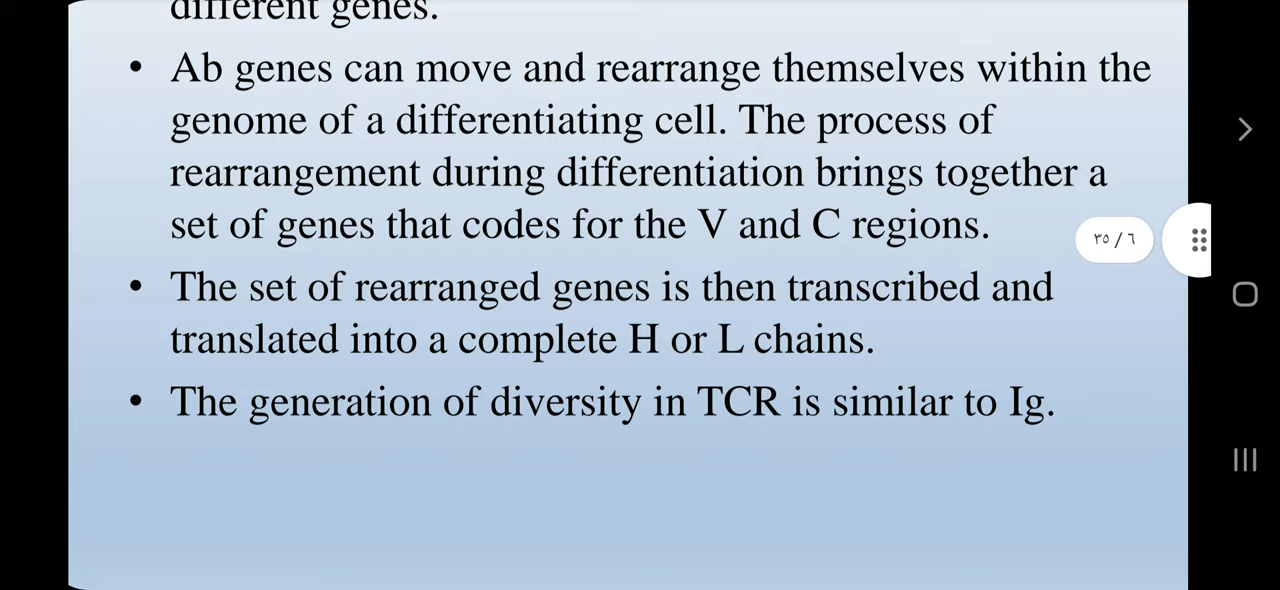 different genes.
• Ab genes can move and rearrange themselves within the
genome of a differentiating cell. The process of
rearrangement during differentiation brings together a
set of genes that codes for the V and C regions.
٣٥ / ٦
• The set of rearranged genes is then transcribed and
translated into a complete H or L chains.
• The generation of diversity in TCR is similar to Ig.